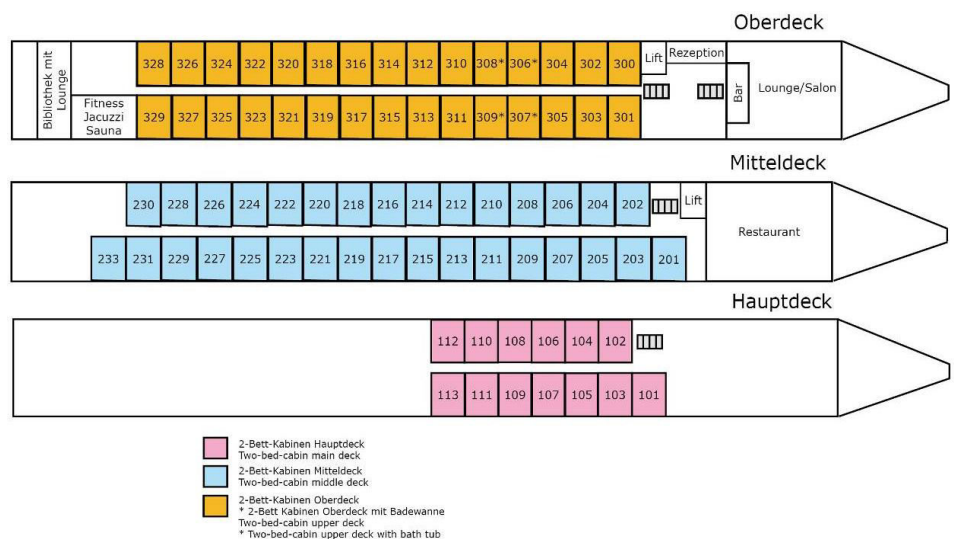 Oberdeck
Bibliothek mit
Lounge
328 326 324 322 320 318 316 314 312 310 308* 306* 304 302 300
Lift
Rezeption
Bar
Lounge/Salon
Fitness
Jacuzzi
Sauna
329 327 325 323 321 319 317 315 313 311 309* 307* 305 303 301
Mitteldeck
230 228 226 224 222 220 218 216 214 212 210 208 206 204 202
Lift
Restaurant
233 231 229 227 225 223 221 219 217 215 213 211 209 207 205 203 201
Hauptdeck
112 110 108 106 104 102
113 111 109 107 105 103 101
2-Bett-Kabinen Hauptdeck
Two-bed-cabin main deck
2-Bett-Kabinen Mitteldeck
Two-bed-cabin middle deck
2-Bett-Kabinen Oberdeck
* 2-Bett Kabinen Oberdeck mit Badewanne
Two-bed-cabin upper deck
* Two-bed-cabin upper deck with bath tub